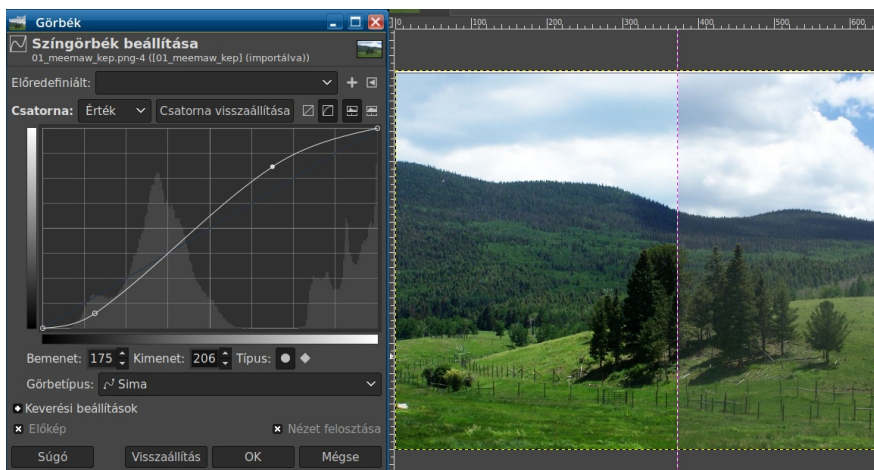 Görbék
Színgörbék beállítása
01_meemaw_kep.png-4 ([01_meemaw_kep] (importálva))
Előredefiniált:
Csatorna: Érték Csatorna visszaállítása
Bemenet: 175 Kimenet: 206 Típus:
Görbetípus: Sima
Keverési beállítások
Előkép Nézet felosztása
Súgó Visszaállítás OK Mégse
0 100 200 300 400 500 600